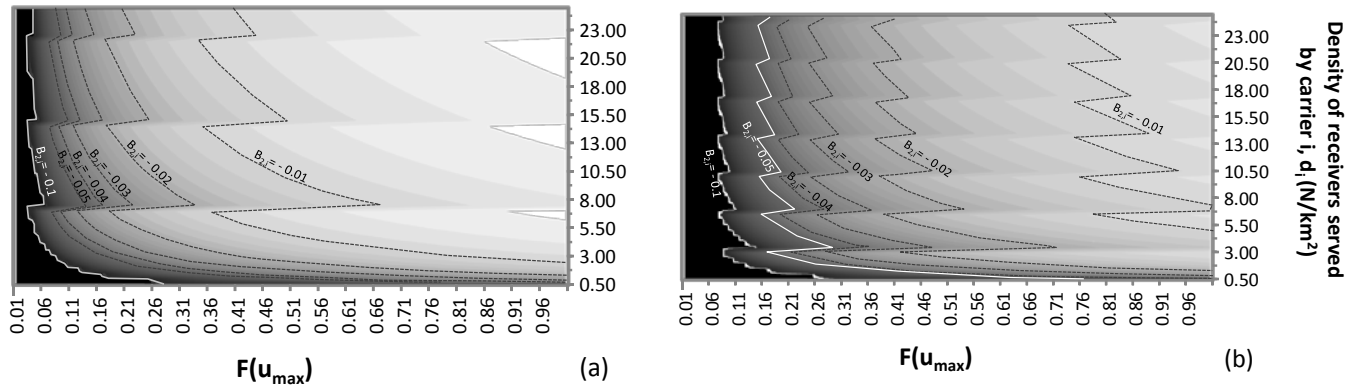 23.00
20.50
18.00
15.50
13.00
10.50
8.00
5.50
3.00
0.50
B2,i= - 0.1
B2,i= - 0.05
B2,i= - 0.04
B2,i= - 0.03
B2,i= - 0.02
B2,i= - 0.01
0.01 0.06 0.11 0.16 0.21 0.26 0.31 0.36 0.41 0.46 0.51 0.56 0.61 0.66 0.71 0.76 0.81 0.86 0.91 0.96
F(umax)
(a)
23.00
20.50
18.00
15.50
13.00
10.50
8.00
5.50
3.00
0.50
B2,i= - 0.1
B2,i= - 0.05
B2,i= - 0.04
B2,i= - 0.03
B2,i= - 0.02
B2,i= - 0.01
0.01 0.06 0.11 0.16 0.21 0.26 0.31 0.36 0.41 0.46 0.51 0.56 0.61 0.66 0.71 0.76 0.81 0.86 0.91 0.96
F(umax)
(b)
Density of receivers served
by carrier i, di (N/km²)